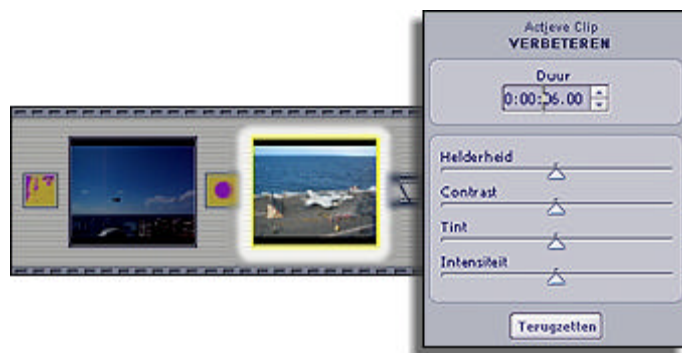 Actieve Clip
VERBETEREN
Duur
0:00:06.00
Helderheid
Contrast
Tint
Intensiteit
Terugzetten